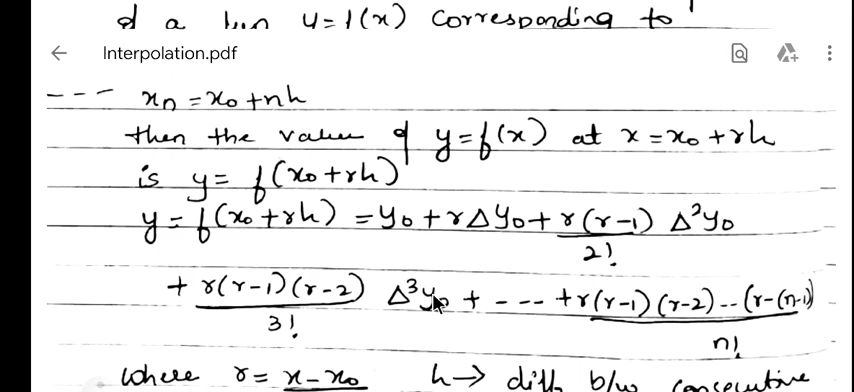 of a fun y=f(x) corresponding to
Interpolation.pdf
--- xn = x0 + nh
then the value of y=f(x) at x=x0+rh
is y= f(x0+rh)
y = f(x0+rh) = y0 + rΔy0 + r(r-1)/2! Δ²y0
+ r(r-1)(r-2)/3! Δ³y0 + --- + r(r-1)(r-2)--(r-(n-1))/n!
where r = x-x0 h→ diff b/w consecutive